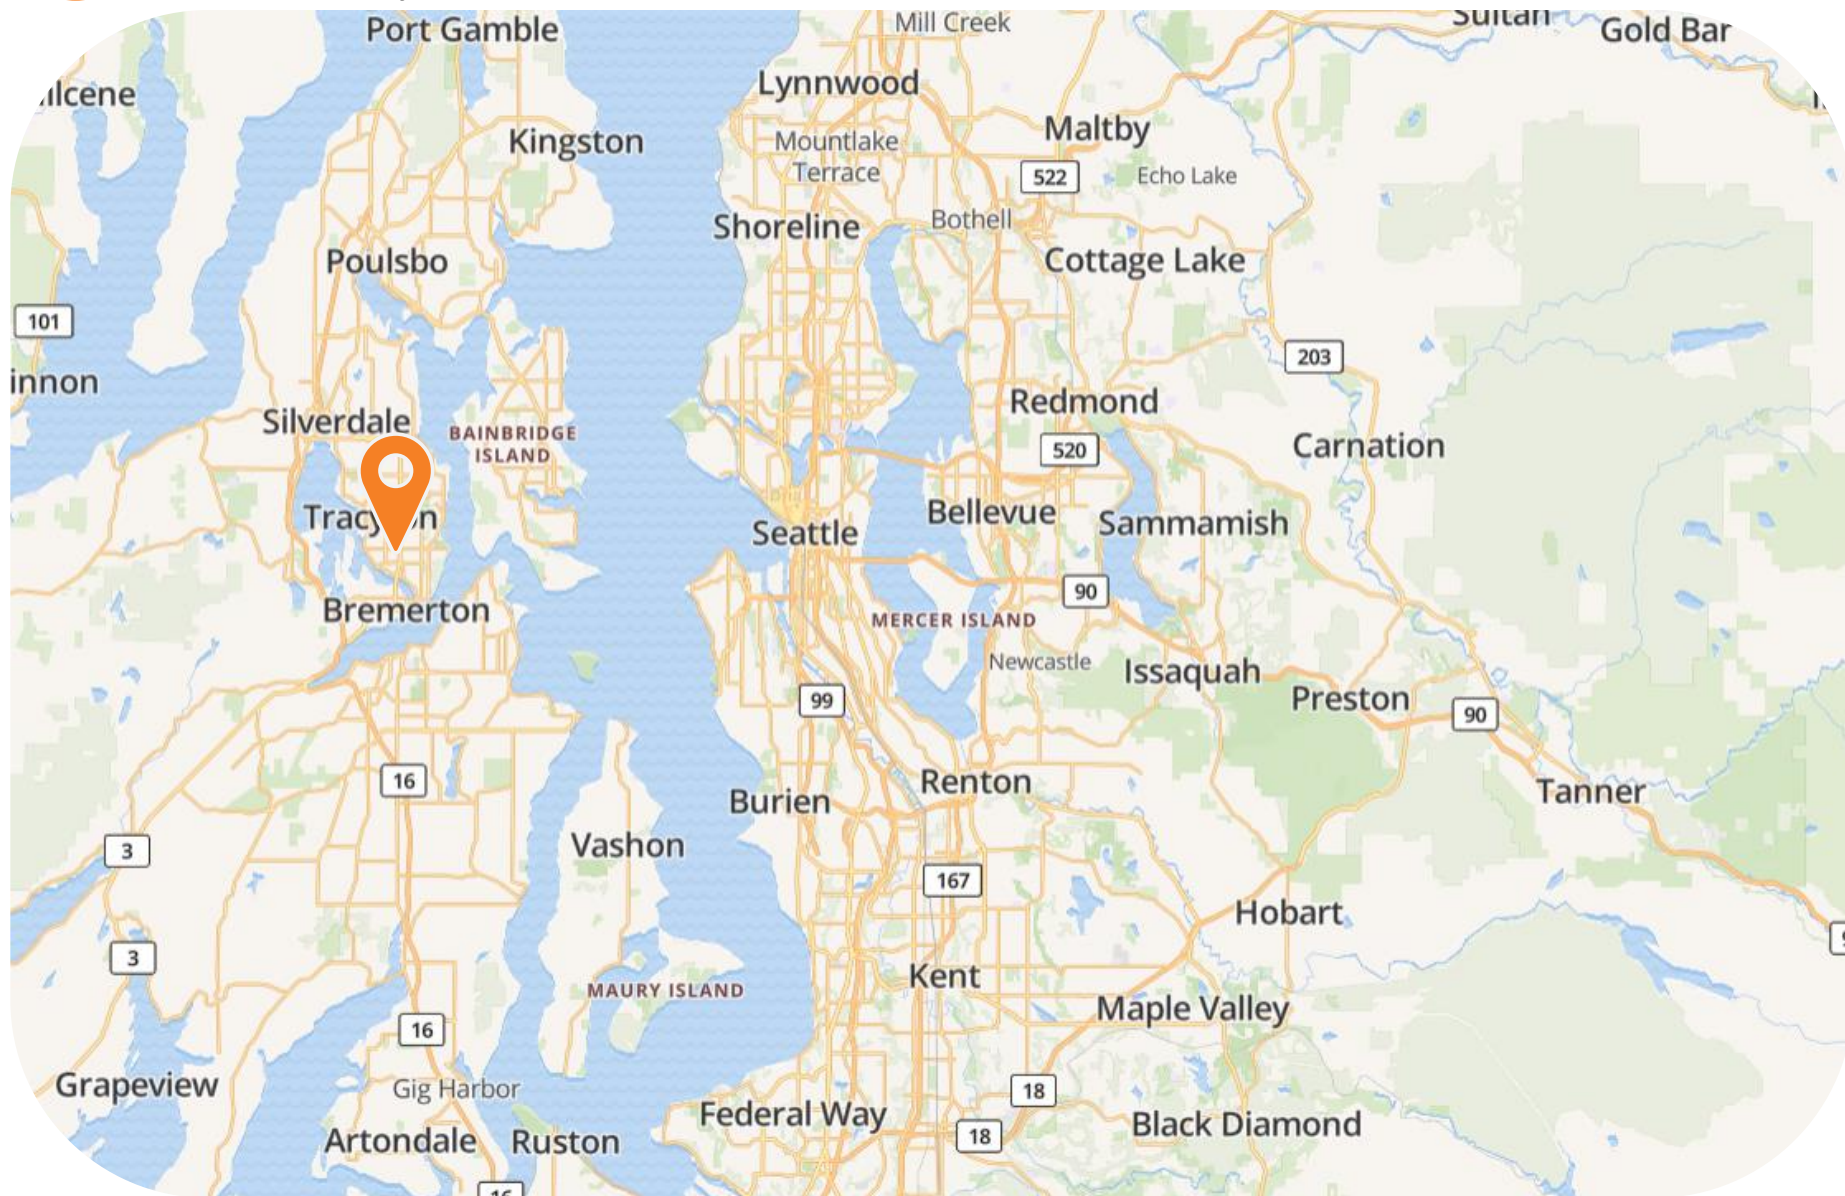 Sultan
Mill Creek
Port Gamble
Gold Bar
Lynnwood
Maltby
Kingston
Mountlake
Terrace
522
Echo Lake
Bothell
Shoreline
Poulsbo
Cottage Lake
101
203
Redmond
Silverdale
BAINBRIDGE
ISLAND
Carnation
520
Bellevue
Sammamish
Seattle
90
Bremerton
MERCER ISLAND
Newcastle
Issaquah
Preston
99
90
16
Renton
Tanner
Burien
Vashon
3
167
Hobart
3
Kent
MAURY ISLAND
Maple Valley
16
Grapeview
Gig Harbor
18
Federal Way
Black Diamond
18
Artondale
Ruston
16